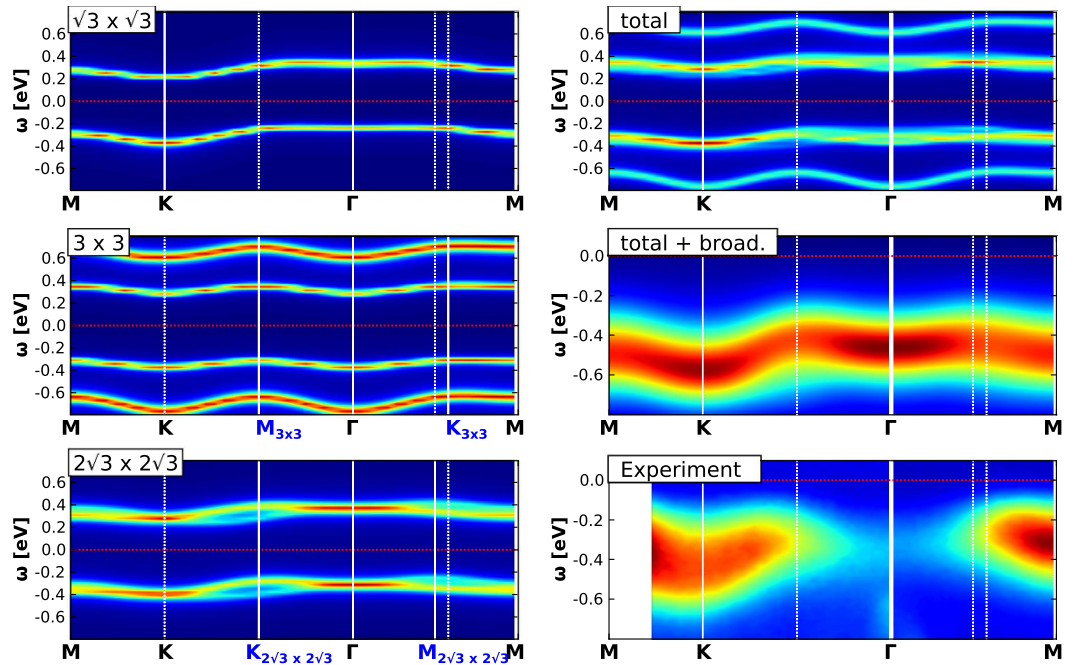 √3 x √3
0.6
0.4
0.2
0.0
-0.2
-0.4
-0.6
ω [eV]
M K Γ M
total
0.6
0.4
0.2
0.0
-0.2
-0.4
-0.6
ω [eV]
M K Γ M
3 x 3
0.6
0.4
0.2
0.0
-0.2
-0.4
-0.6
ω [eV]
M K M3x3 Γ K3x3 M
total + broad.
0.0
-0.2
-0.4
-0.6
ω [eV]
M K Γ M
2√3 x 2√3
0.6
0.4
0.2
0.0
-0.2
-0.4
-0.6
ω [eV]
M K K2√3 x 2√3 Γ M2√3 x 2√3 M
Experiment
0.0
-0.2
-0.4
-0.6
ω [eV]
M K Γ M